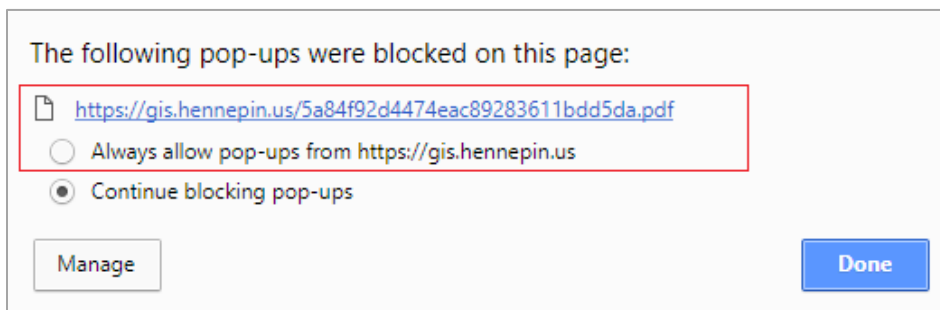 The following pop-ups were blocked on this page:
https://gis.hennepin.us/5a84f92d4474eac89283611bdd5da.pdf
Always allow pop-ups from https://gis.hennepin.us
Continue blocking pop-ups
Manage
Done